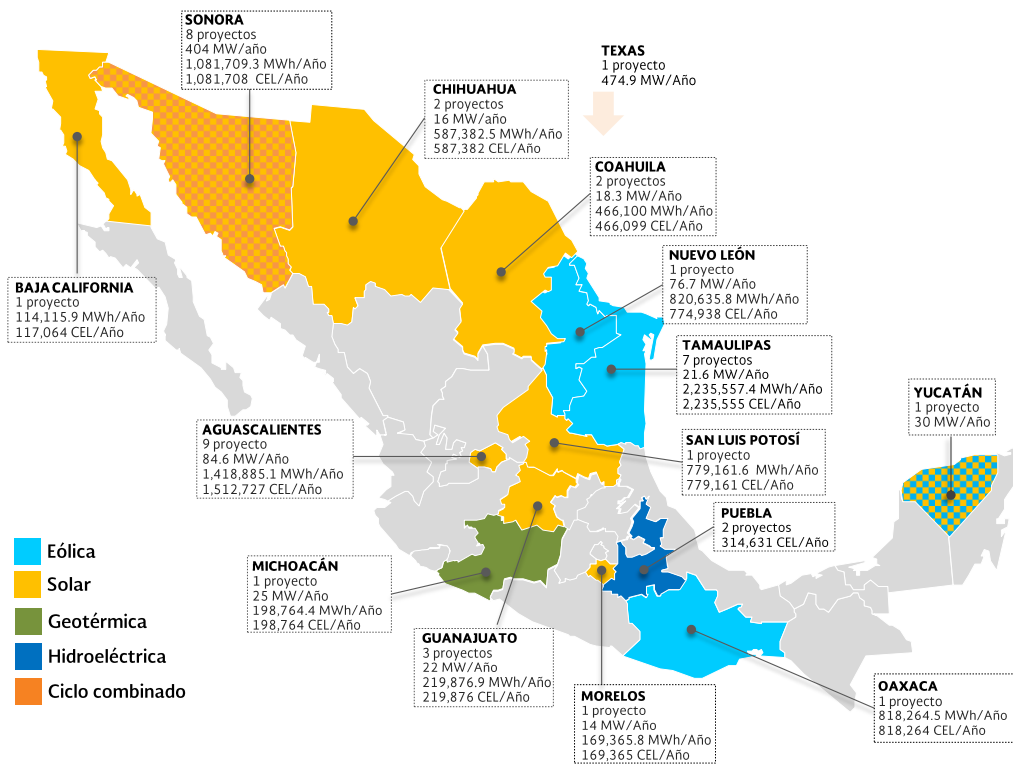 SONORA
8 proyectos
404 MW/año
1,081,709.3 MWh/Año
1,081,708 CEL/Año
TEXAS
1 proyecto
474.9 MW/Año
CHIHUAHUA
2 proyectos
16 MW/año
587,382.5 MWh/Año
587,382 CEL/Año
COAHUILA
2 proyectos
18.3 MW/Año
466,100 MWh/Año
466,099 CEL/Año
NUEVO LEÓN
1 proyecto
76.7 MW/Año
820,635.8 MWh/Año
774,938 CEL/Año
BAJA CALIFORNIA
1 proyecto
114,115.9 MWh/Año
117,064 CEL/Año
TAMAULIPAS
7 proyectos
21.6 MW/Año
2,235,557.4 MWh/Año
2,235,555 CEL/Año
YUCATÁN
1 proyecto
30 MW/Año
AGUASCALIENTES
9 proyecto
84.6 MW/Año
1,418,885.1 MWh/Año
1,512,727 CEL/Año
SAN LUIS POTOSÍ
1 proyecto
779,161.6 MWh/Año
779,161 CEL/Año
PUEBLA
2 proyectos
314,631 CEL/Año
Eólica
Solar
Geotérmica
Hidroeléctrica
Ciclo combinado
MICHOACÁN
1 proyecto
25 MW/Año
198,764.4 MWh/Año
198,764 CEL/Año
GUANAJUATO
3 proyectos
22 MW/Año
219,876.9 MWh/Año
219,876 CEL/Año
MORELOS
1 proyecto
14 MW/Año
169,365.8 MWh/Año
169,365 CEL/Año
OAXACA
1 proyecto
818,264.5 MWh/Año
818,264 CEL/Año